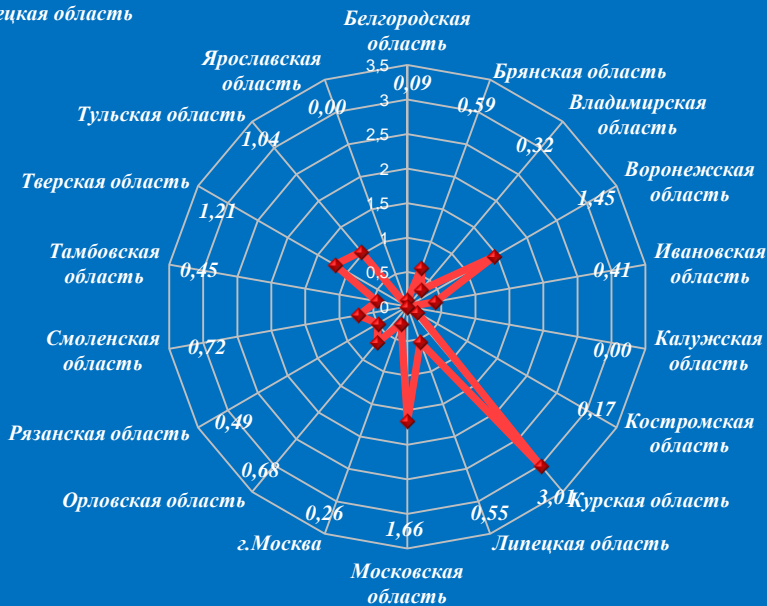 ецкая область
Белгородская
область
0,09
Брянская область
0,59
Владимирская
область
0,32
Воронежская
область
1,45
Ивановская
область
0,41
Калужская
область
0,00
Костромская
область
0,17
Курская область
3,01
Липецкая область
0,55
Московская
область
1,66
г.Москва
0,26
Орловская область
0,68
Рязанская область
0,49
Смоленская
область
0,72
Тамбовская
область
0,45
Тверская область
1,21
Тульская область
1,04
Ярославская
область
0,00
3,5
3
2,5
2
1,5
1
0,5
0